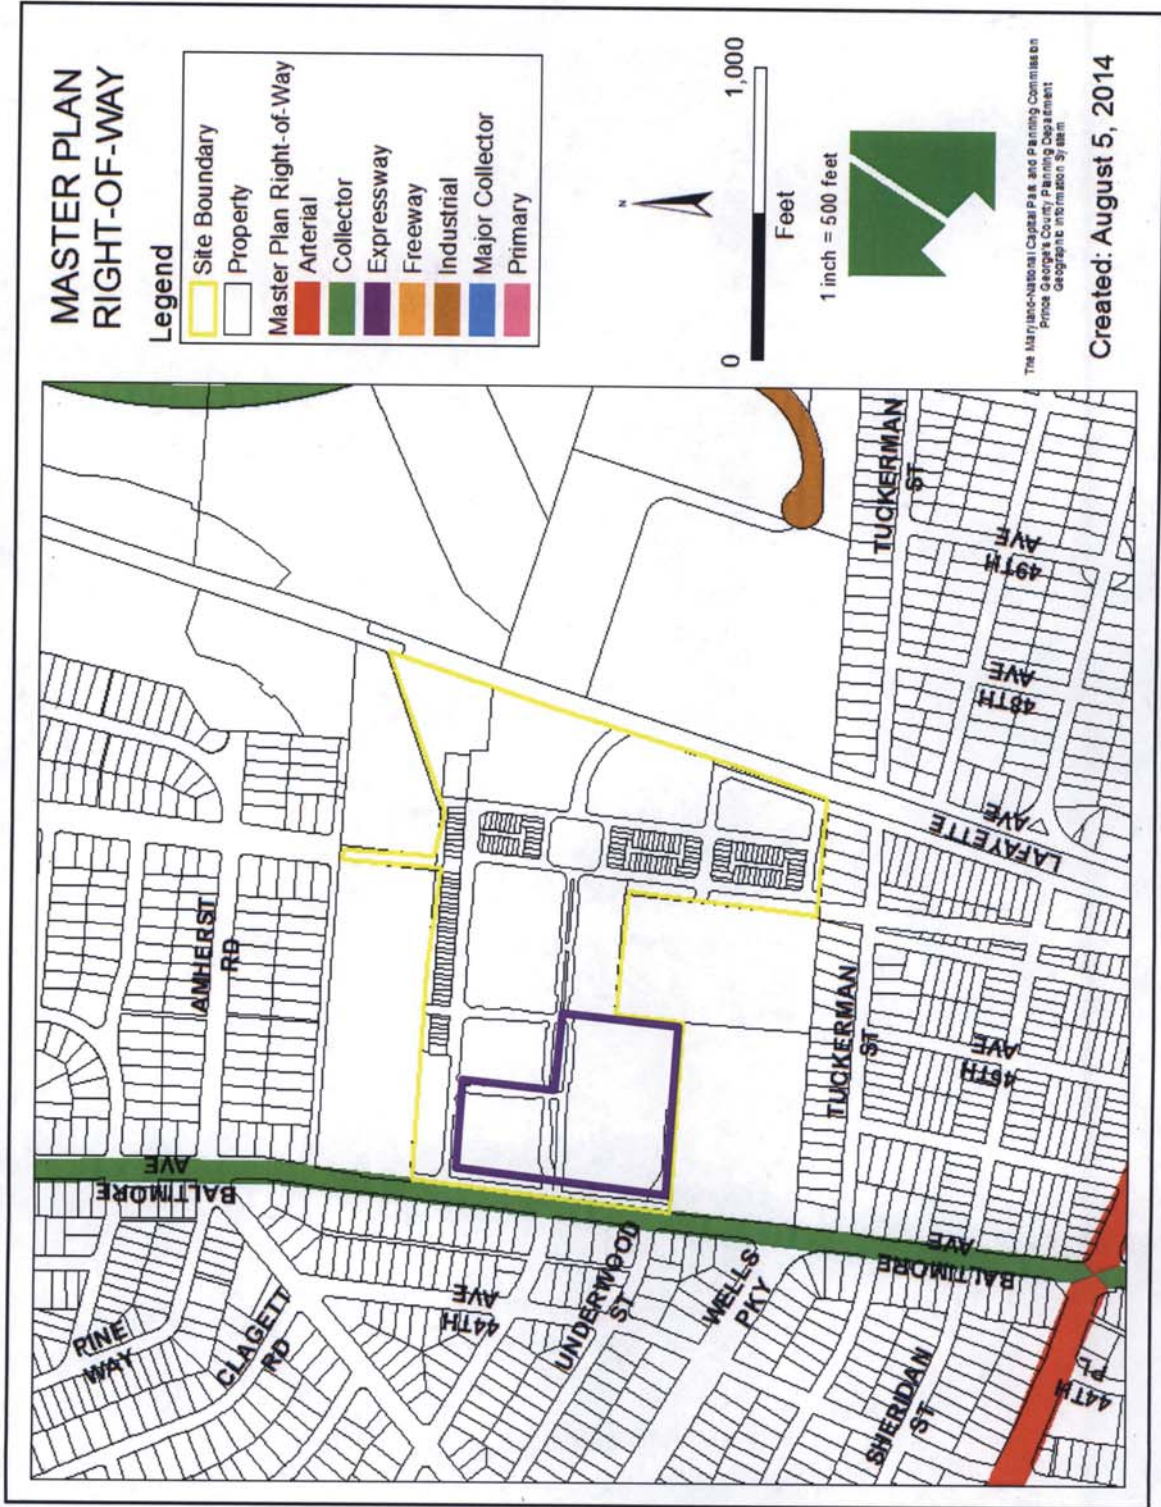 MASTER PLAN
RIGHT-OF-WAY
Legend
Site Boundary
Property
Master Plan Right-of-Way
Arterial
Collector
Expressway
Freeway
Industrial
Major Collector
Primary
N
0 1,000
Feet
1 inch = 500 feet
The Maryland-National Capital Park and Planning Commission
Prince George's County Planning Department
Geographic Information System
Created: August 5, 2014
PINE
WAY
CLAGETT
RD
BALTIMORE
AVE
AMHERST
RD
44TH
AVE
UNDERWOOD
ST
WELLS
PKY
SHERIDAN
ST
BALTIMORE
AVE
44TH
PL
TUCKERMAN
ST
46TH
AVE
LAFAYETTE
AVE
48TH
AVE
49TH
AVE
TUCKERMAN
ST